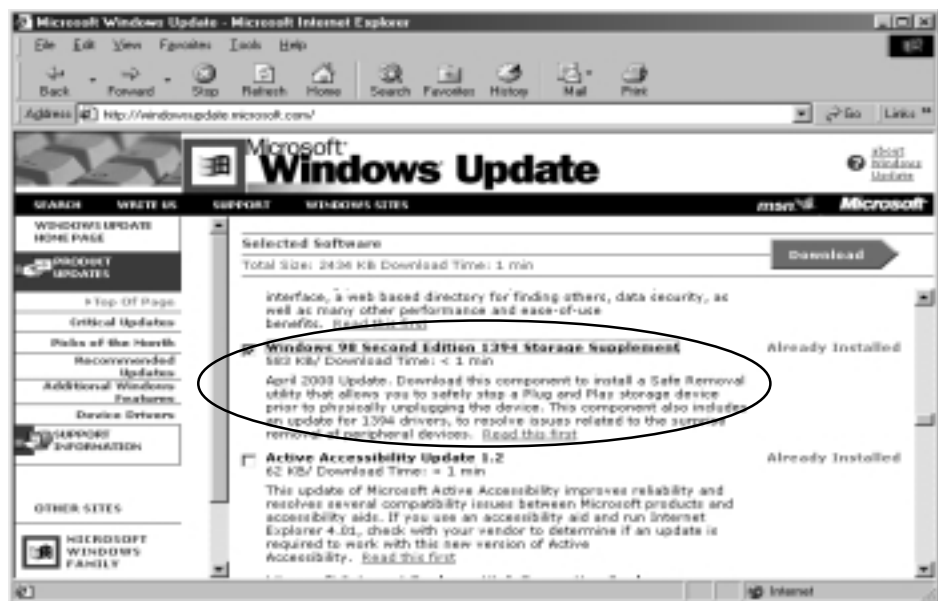 Microsoft Windows Update - Microsoft Internet Explorer
File Edit View Favorites Tools Help
Back Forward Stop Refresh Home Search Favorites History Mail Print
Address http://windowsupdate.microsoft.com/ Go Links »
Microsoft
Windows Update
About Windows Update
SEARCH WRITE US SUPPORT WINDOWS SITES msn Microsoft
WINDOWS UPDATE
HOME PAGE
PRODUCT
UPDATES
Top Of Page
Critical Updates
Picks of the Month
Recommended
Updates
Additional Windows
Features
Device Drivers
SUPPORT
INFORMATION
OTHER SITES
MICROSOFT
WINDOWS
FAMILY
Selected Software
Total Size: 2434 KB Download Time: 1 min
Download
interface, a web based directory for finding others, data security, as
well as many other performance and ease-of-use
benefits. Read this first
Windows 98 Second Edition 1394 Storage Supplement Already Installed
583 KB/ Download Time: < 1 min
April 2000 Update. Download this component to install a Safe Removal
utility that allows you to safely stop a Plug and Play storage device
prior to physically unplugging the device. This component also includes
an update for 1394 drivers, to resolve issues related to the surprise
removal of peripheral devices. Read this first
Active Accessibility Update 1.2 Already Installed
62 KB/ Download Time: < 1 min
This update of Microsoft Active Accessibility improves reliability and
resolves several compatibility issues between Microsoft products and
accessibility aids. If you use an accessibility aid and run Internet
Explorer 4.01, check with your vendor to determine if an update is
required to work with this new version of Active
Accessibility. Read this first
Internet